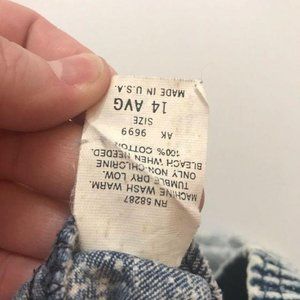 RN 58287
MACHINE WASH WARM.
TUMBLE DRY LOW.
ONLY NON-CHLORINE
BLEACH WHEN NEEDED.
100% COTTON
AK 9699
SIZE
14 AVG
MADE IN U.S.A.